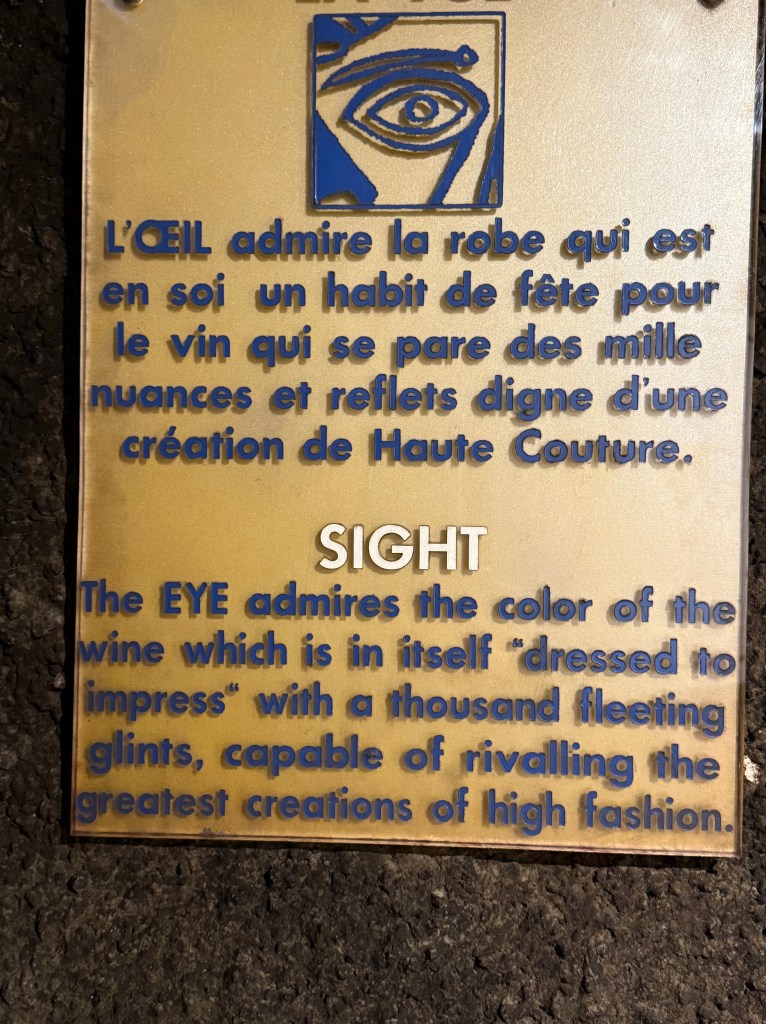 LA VUE
L'ŒIL admire la robe qui est
en soi un habit de fête pour
le vin qui se pare des mille
nuances et reflets digne d'une
création de Haute Couture.
SIGHT
The EYE admires the color of the
wine which is in itself "dressed to
impress" with a thousand fleeting
glints, capable of rivalling the
greatest creations of high fashion.